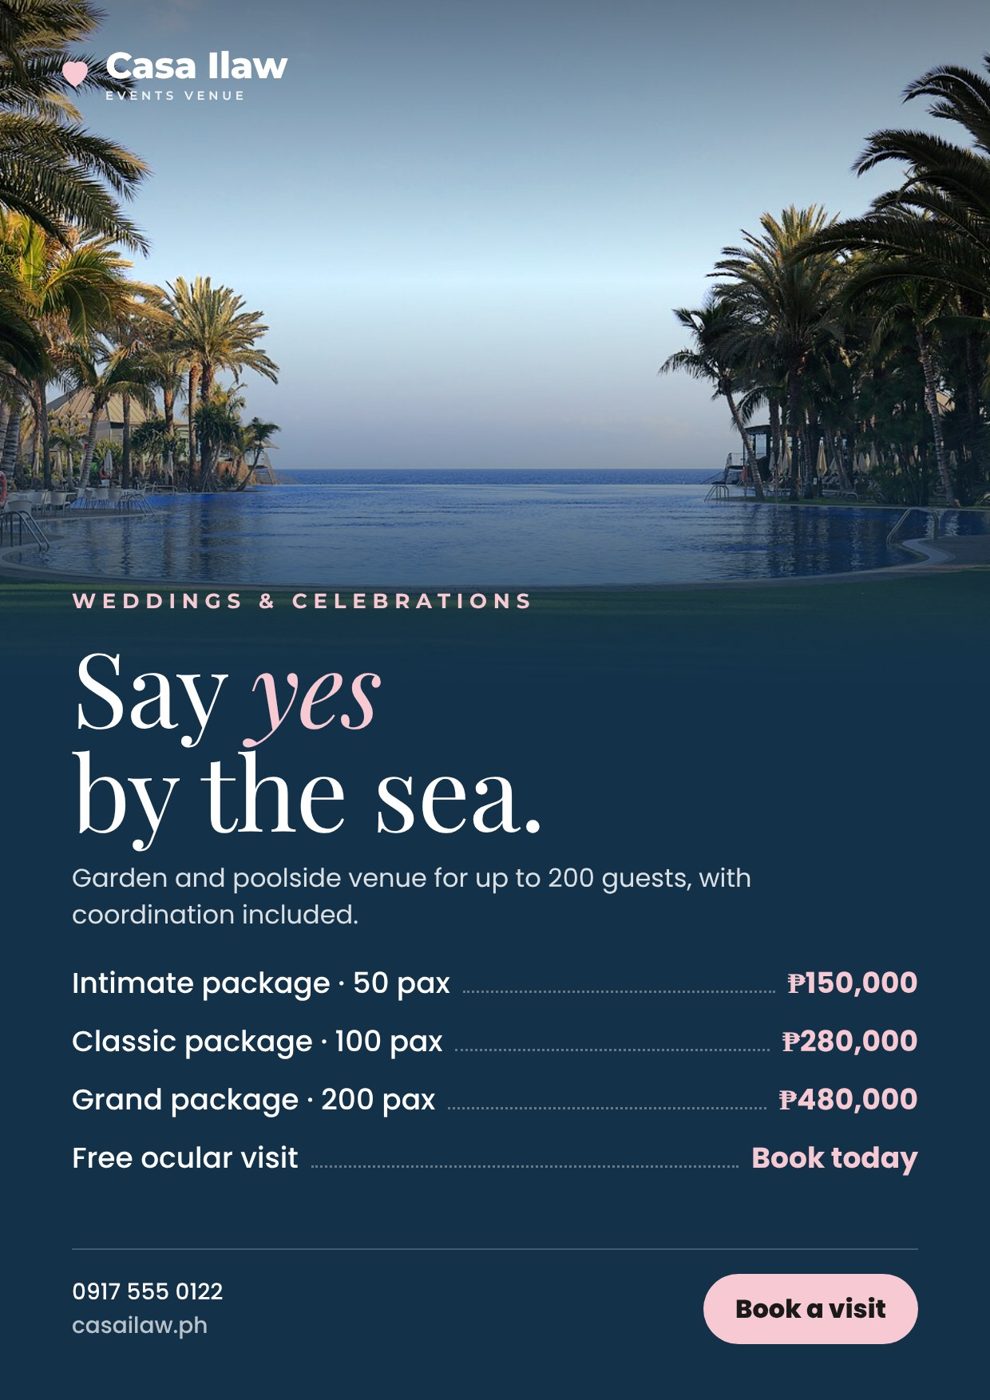 Casa Ilaw
EVENTS VENUE
WEDDINGS & CELEBRATIONS
Say yes
by the sea.
Garden and poolside venue for up to 200 guests, with
coordination included.
Intimate package · 50 pax ₱150,000
Classic package · 100 pax ₱280,000
Grand package · 200 pax ₱480,000
Free ocular visit Book today
0917 555 0122
casailaw.ph
Book a visit